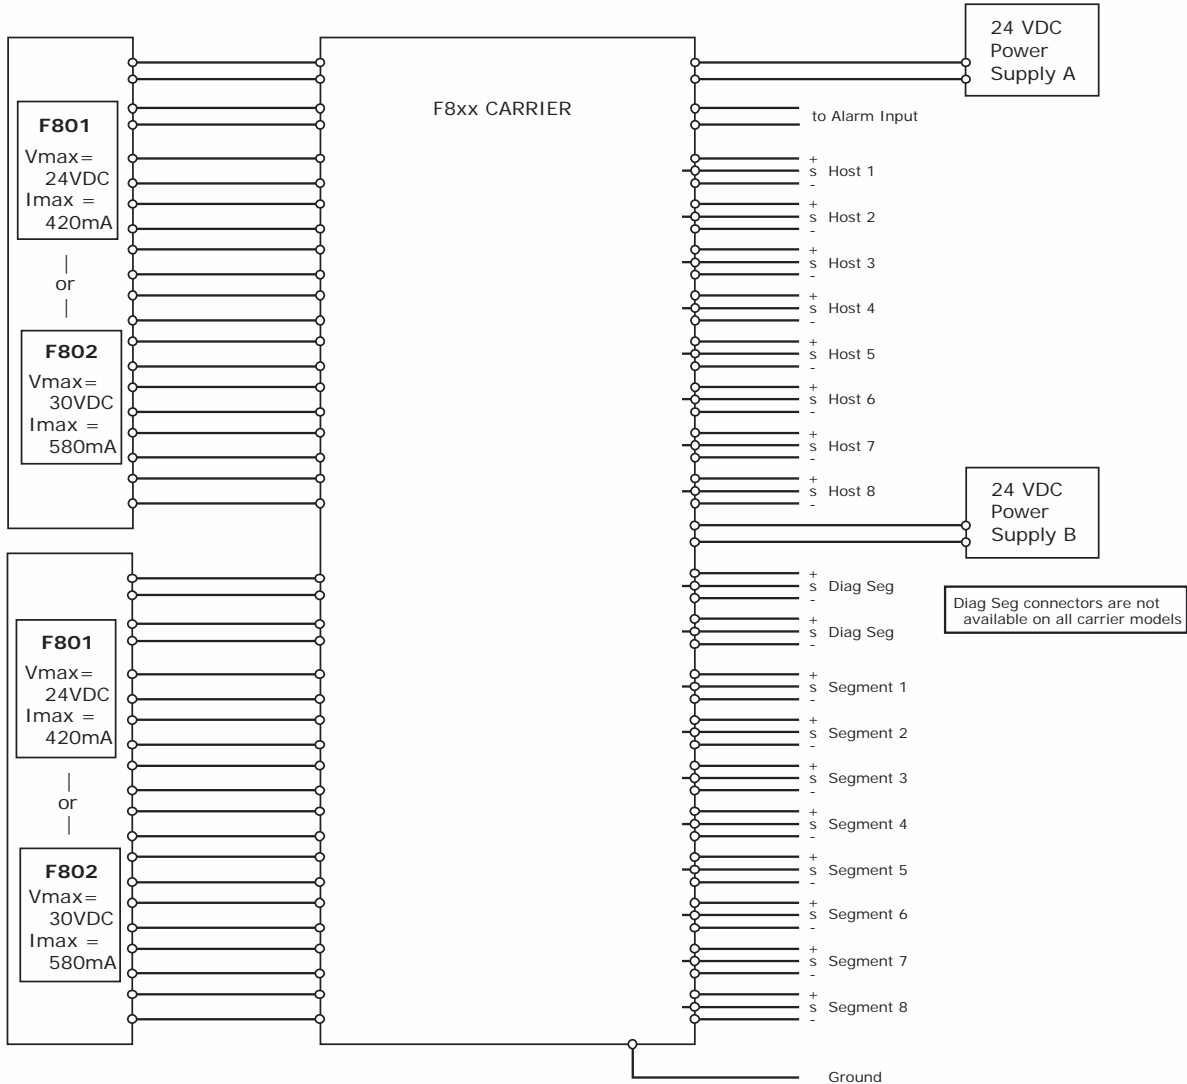 24 VDC
Power
Supply A
F8xx CARRIER
F801
Vmax=
24VDC
Imax =
420mA
|
or
|
F802
Vmax=
30VDC
Imax =
580mA
to Alarm Input
+
s Host 1
-
+
s Host 2
-
+
s Host 3
-
+
s Host 4
-
+
s Host 5
-
+
s Host 6
-
+
s Host 7
-
+
s Host 8
-
24 VDC
Power
Supply B
+
s Diag Seg
-
+
s Diag Seg
-
Diag Seg connectors are not
available on all carrier models
F801
Vmax=
24VDC
Imax =
420mA
|
or
|
F802
Vmax=
30VDC
Imax =
580mA
+
s Segment 1
-
+
s Segment 2
-
+
s Segment 3
-
+
s Segment 4
-
+
s Segment 5
-
+
s Segment 6
-
+
s Segment 7
-
+
s Segment 8
-
Ground